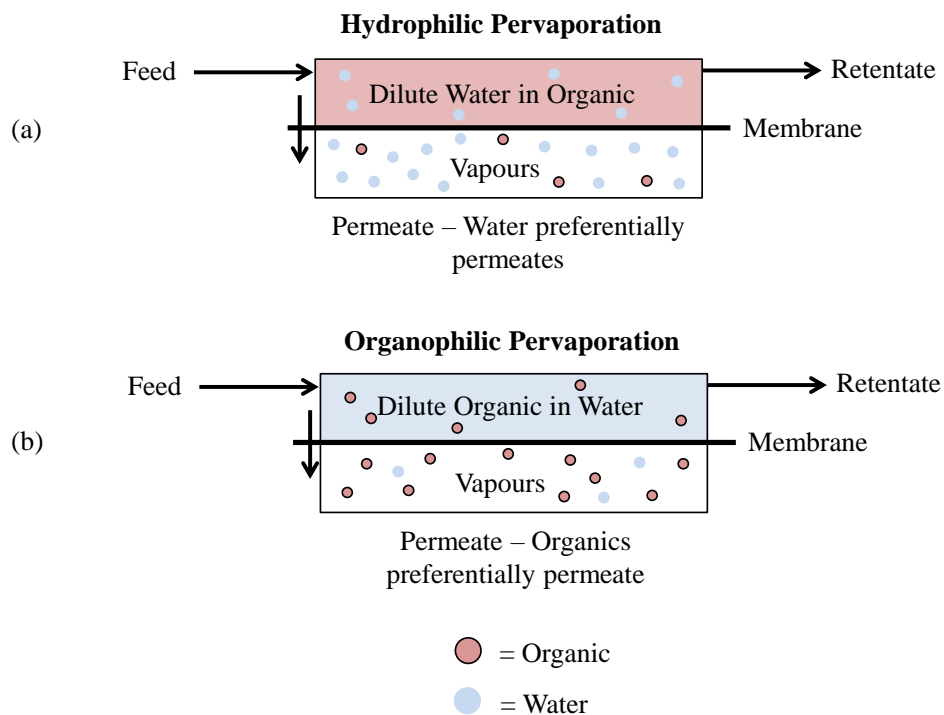 Hydrophilic Pervaporation
Feed
Retentate
Dilute Water in Organic
(a)
Membrane
Vapours
Permeate – Water preferentially
permeates
Organophilic Pervaporation
Feed
Retentate
Dilute Organic in Water
(b)
Membrane
Vapours
Permeate – Organics
preferentially permeate
= Organic
= Water